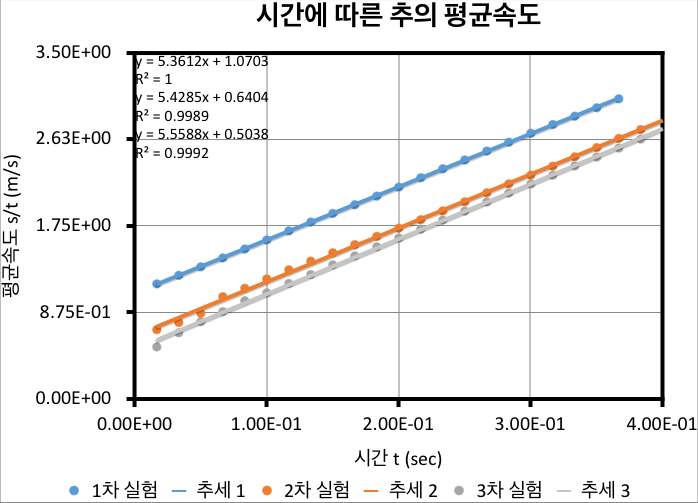 시간에 따른 추의 평균속도
3.50E+00
y = 5.3612x + 1.0703
R² = 1
y = 5.4285x + 0.6404
R² = 0.9989
2.63E+00
y = 5.5588x + 0.5038
R² = 0.9992
평균속도 s/t (m/s)
1.75E+00
8.75E-01
0.00E+00
0.00E+00 1.00E-01 2.00E-01 3.00E-01 4.00E-01
시간 t (sec)
1차 실험 추세 1 2차 실험 추세 2 3차 실험 추세 3